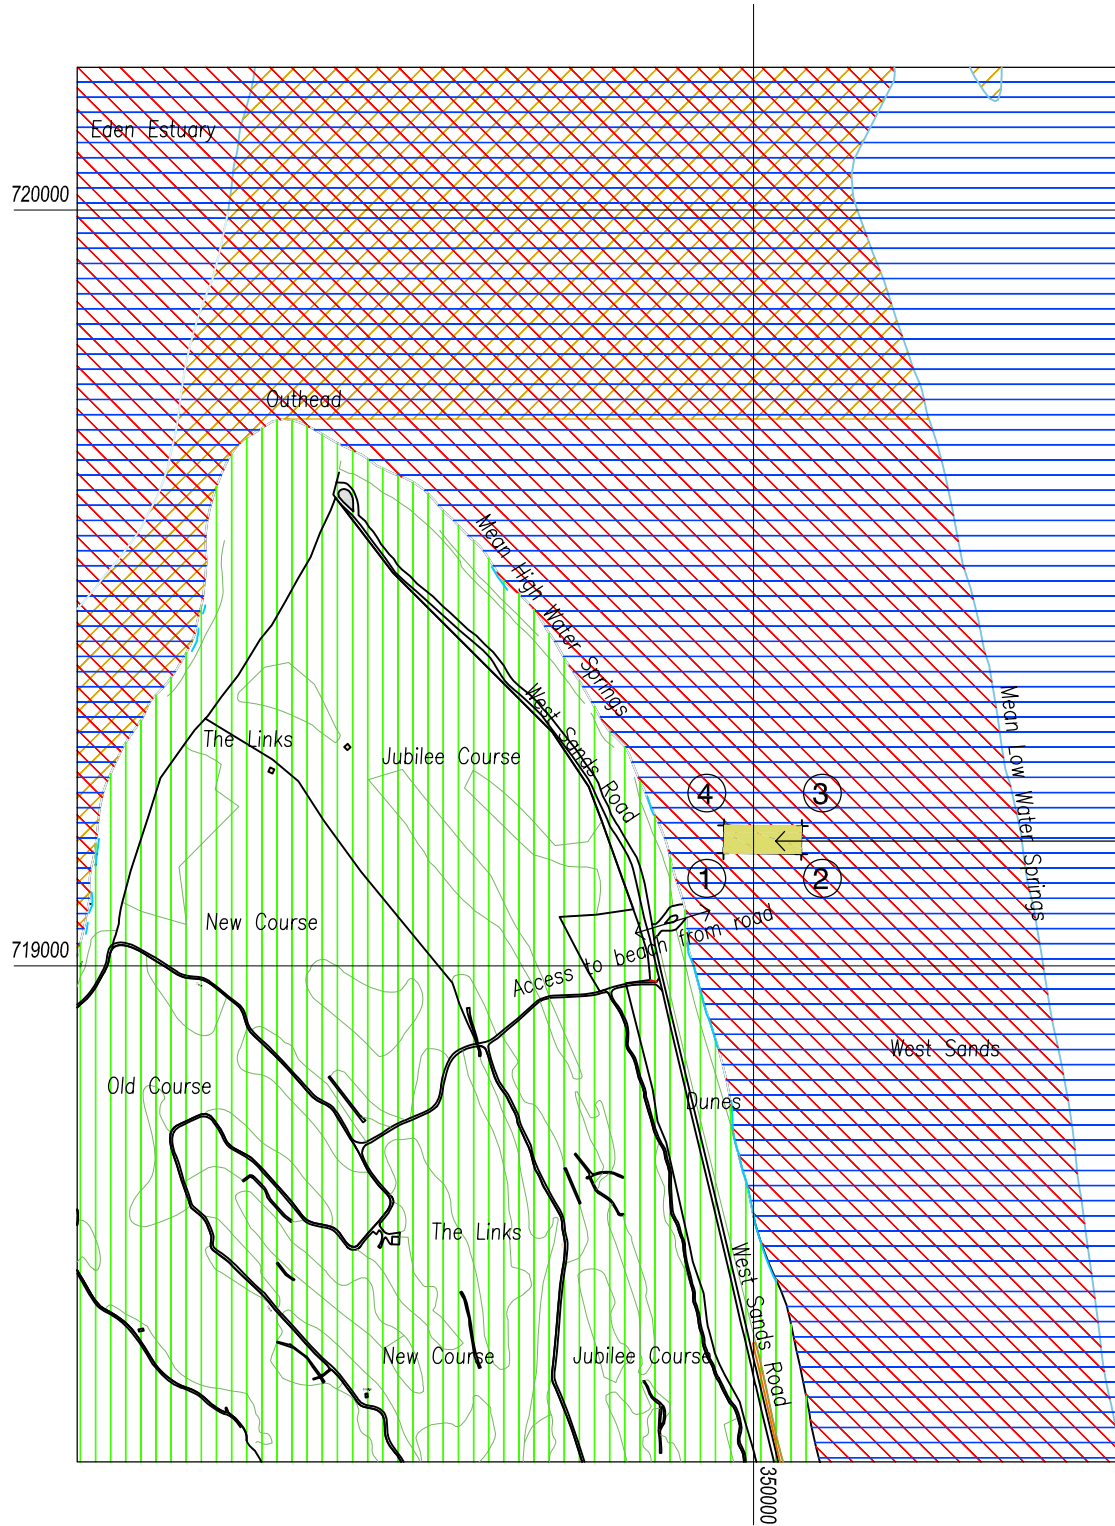 Eden Estuary
720000
Outhead
Mean High Water Springs
West Sands Road
The Links
Jubilee Course
Mean Low Water Springs
4
3
1
2
New Course
Access to beach from road
719000
West Sands
Old Course
Dunes
The Links
West Sands Road
New Course
Jubilee Course
350000